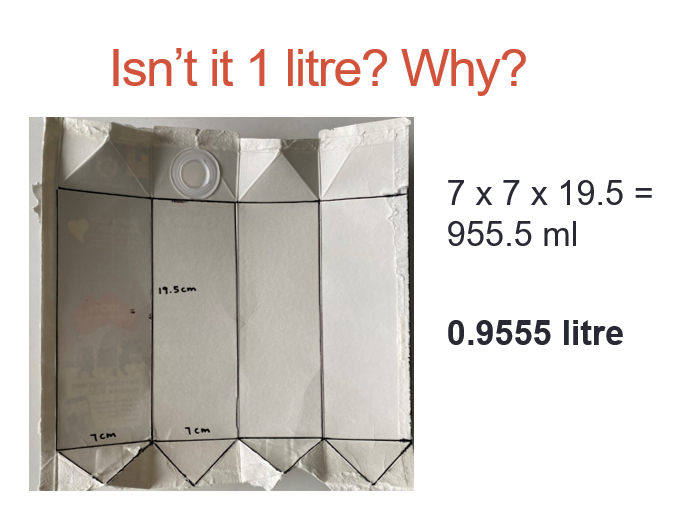 Isn't it 1 litre? Why?
7 x 7 x 19.5 =
955.5 ml
0.9555 litre
19.5cm
7cm
7cm